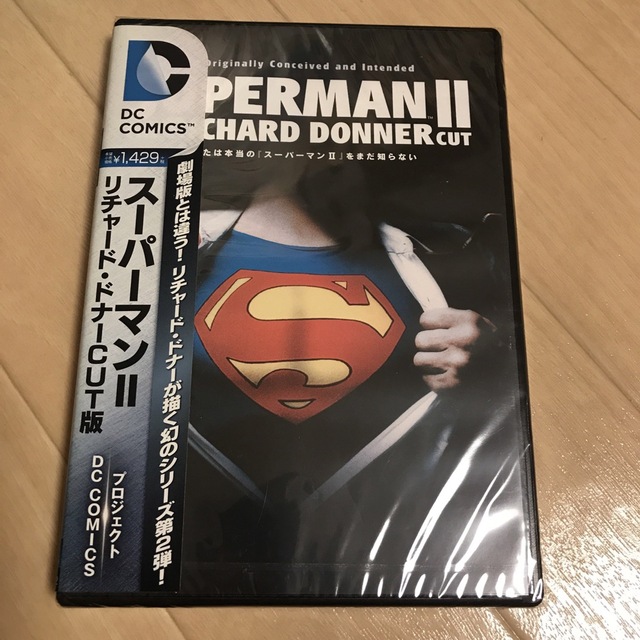 DC
COMICS™
¥1,429
スーパーマンⅡ
リチャード・ドナーCUT版
プロジェクト
DC COMICS
劇場版とは違う!リチャード・ドナーが描く幻のシリーズ第2弾!
Originally Conceived and Intended
PERMAN II
CHARD DONNER CUT
たは本当の『スーパーマンⅡ』をまだ知らない
S